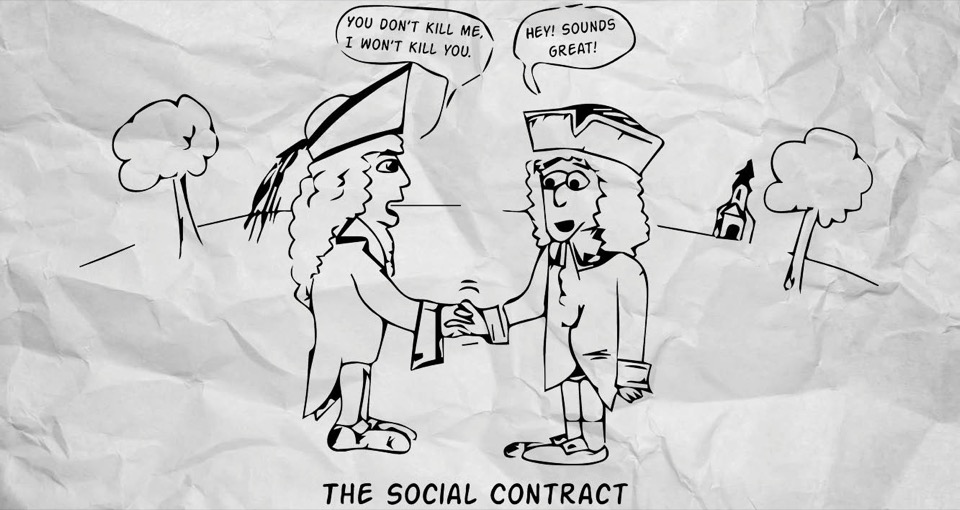 YOU DON'T KILL ME,
I WON'T KILL YOU.
HEY! SOUNDS
GREAT!
THE SOCIAL CONTRACT